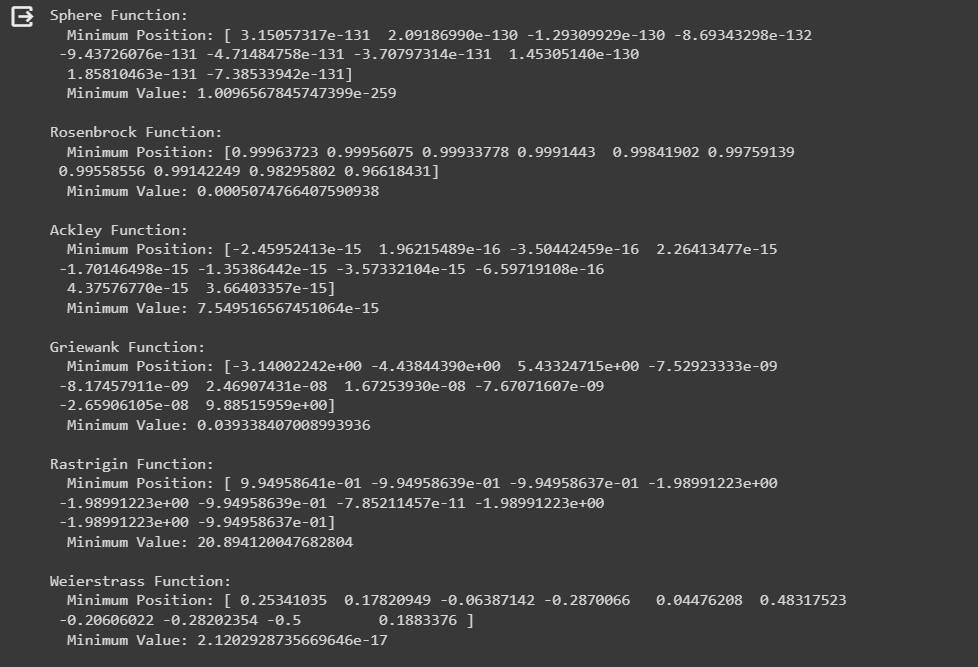 Sphere Function:
  Minimum Position: [ 3.15057317e-131  2.09186990e-130 -1.29309929e-130 -8.69343298e-132
 -9.43726076e-131 -4.71484758e-131 -3.70797314e-131  1.45305140e-130
  1.85810463e-131 -7.38533942e-131]
  Minimum Value: 1.0096567845747399e-259

Rosenbrock Function:
  Minimum Position: [0.99963723 0.99956075 0.99933778 0.9991443  0.99841902 0.99759139
 0.99558556 0.99142249 0.98295802 0.96618431]
  Minimum Value: 0.0005074766407590938

Ackley Function:
  Minimum Position: [-2.45952413e-15  1.96215489e-16 -3.50442459e-16  2.26413477e-15
 -1.70146498e-15 -1.35386442e-15 -3.57332104e-15 -6.59719108e-16
  4.37576770e-15  3.66403357e-15]
  Minimum Value: 7.549516567451064e-15

Griewank Function:
  Minimum Position: [-3.14002242e+00 -4.43844390e+00  5.43324715e+00 -7.52923333e-09
 -8.17457911e-09  2.46907431e-08  1.67253930e-08 -7.67071607e-09
 -2.65906105e-08  9.88515959e+00]
  Minimum Value: 0.039338407008993936

Rastrigin Function:
  Minimum Position: [ 9.94958641e-01 -9.94958639e-01 -9.94958637e-01 -1.98991223e+00
 -1.98991223e+00 -9.94958639e-01 -7.85211457e-11 -1.98991223e+00
 -1.98991223e+00 -9.94958637e-01]
  Minimum Value: 20.894120047682804

Weierstrass Function:
  Minimum Position: [ 0.25341035  0.17820949 -0.06387142 -0.2870066   0.04476208  0.48317523
 -0.20606022 -0.28202354 -0.5         0.1883376 ]
  Minimum Value: 2.1202928735669646e-17